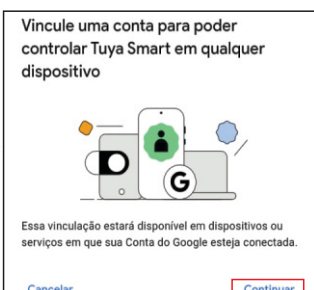 Vincule uma conta para poder
controlar Tuya Smart em qualquer
dispositivo
G
Essa vinculação estará disponível em dispositivos ou
serviços em que sua Conta do Google esteja conectada.
Cancelar
Continuar